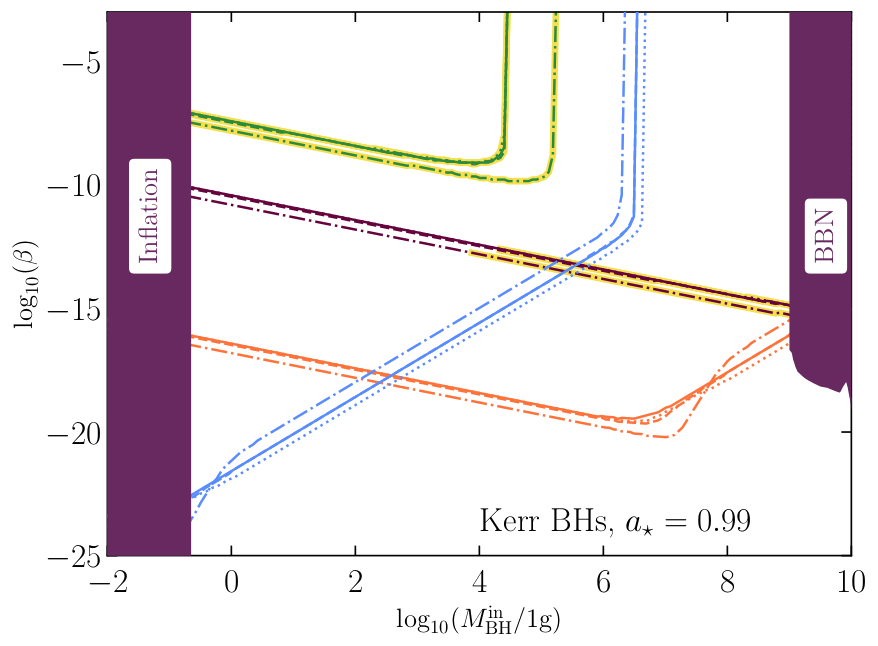 −5
−10
−15
−20
−25
−2
0
2
4
6
8
10
log₁₀(β)
log₁₀(M_BH^in/1g)
Inflation
BBN
Kerr BHs, a⋆ = 0.99